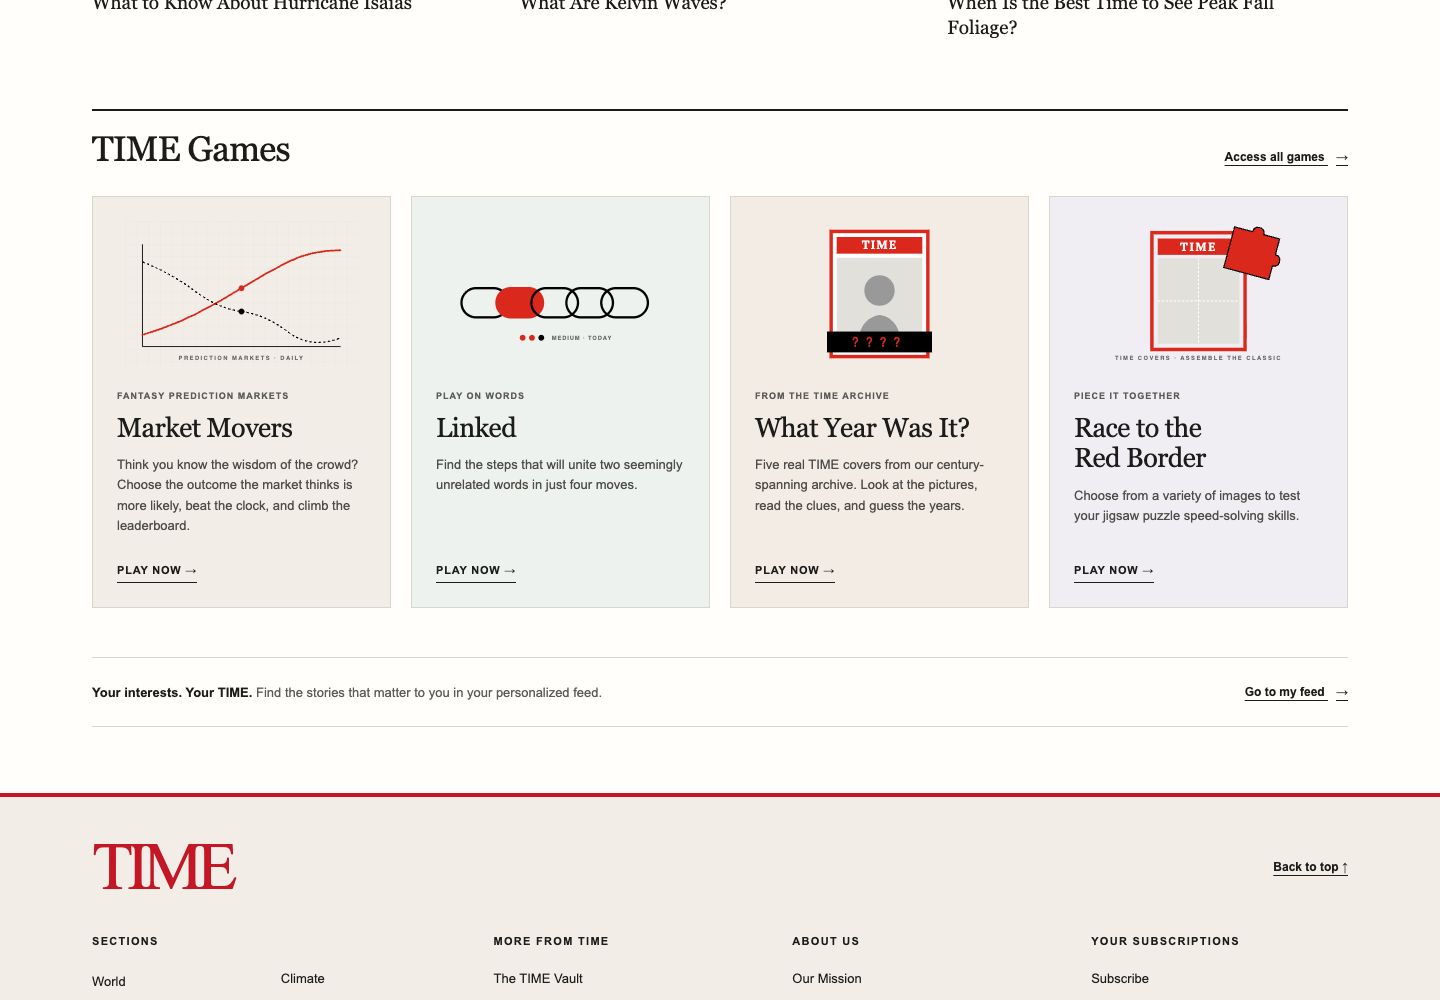 What to Know About Hurricane Isaias
What Are Kelvin Waves?
When Is the Best Time to See Peak Fall
Foliage?
TIME Games
Access all games →
PREDICTION MARKETS · DAILY
FANTASY PREDICTION MARKETS
Market Movers
Think you know the wisdom of the crowd?
Choose the outcome the market thinks is
more likely, beat the clock, and climb the
leaderboard.
PLAY NOW →
MEDIUM · TODAY
PLAY ON WORDS
Linked
Find the steps that will unite two seemingly
unrelated words in just four moves.
PLAY NOW →
TIME
? ? ? ?
FROM THE TIME ARCHIVE
What Year Was It?
Five real TIME covers from our century-
spanning archive. Look at the pictures,
read the clues, and guess the years.
PLAY NOW →
TIME
TIME COVERS · ASSEMBLE THE CLASSIC
PIECE IT TOGETHER
Race to the
Red Border
Choose from a variety of images to test
your jigsaw puzzle speed-solving skills.
PLAY NOW →
Your interests. Your TIME. Find the stories that matter to you in your personalized feed.
Go to my feed →
TIME
Back to top ↑
SECTIONS
World
Climate
MORE FROM TIME
The TIME Vault
ABOUT US
Our Mission
YOUR SUBSCRIPTIONS
Subscribe